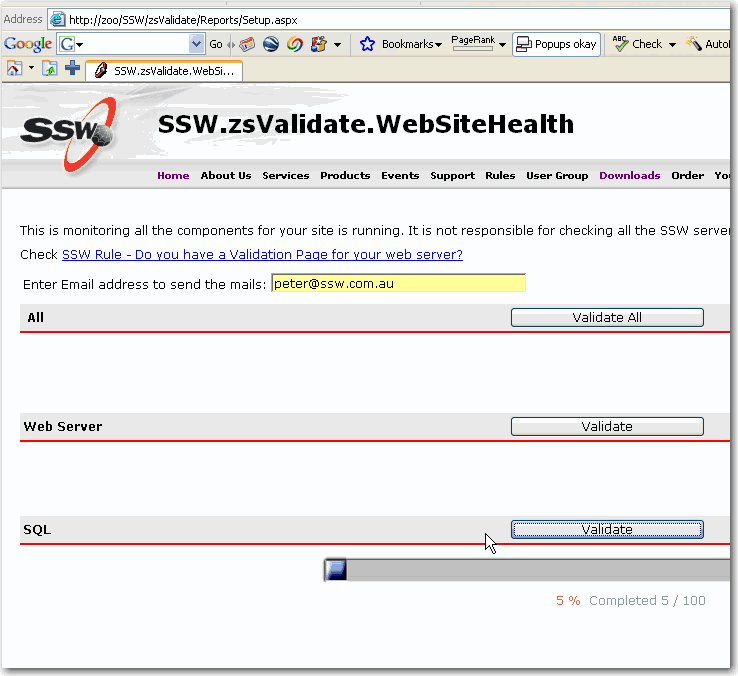 Address http://zoo/SSW/zsValidate/Reports/Setup.aspx
Google G Go Bookmarks PageRank Popups okay ABC Check
SSW.zsValidate.WebSi...
SSW
SSW.zsValidate.WebSiteHealth
Home About Us Services Products Events Support Rules User Group Downloads Order
This is monitoring all the components for your site is running. It is not responsible for checking all the SSW
Check SSW Rule - Do you have a Validation Page for your web server?
Enter Email address to send the mails: peter@ssw.com.au
All Validate All
Web Server Validate
SQL Validate
5 % Completed 5 / 100